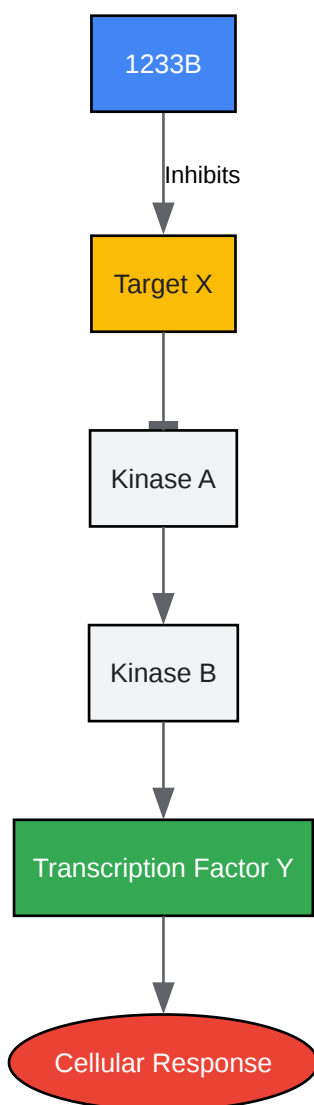 1233B
Inhibits
Target X
Kinase A
Kinase B
Transcription Factor Y
Cellular Response